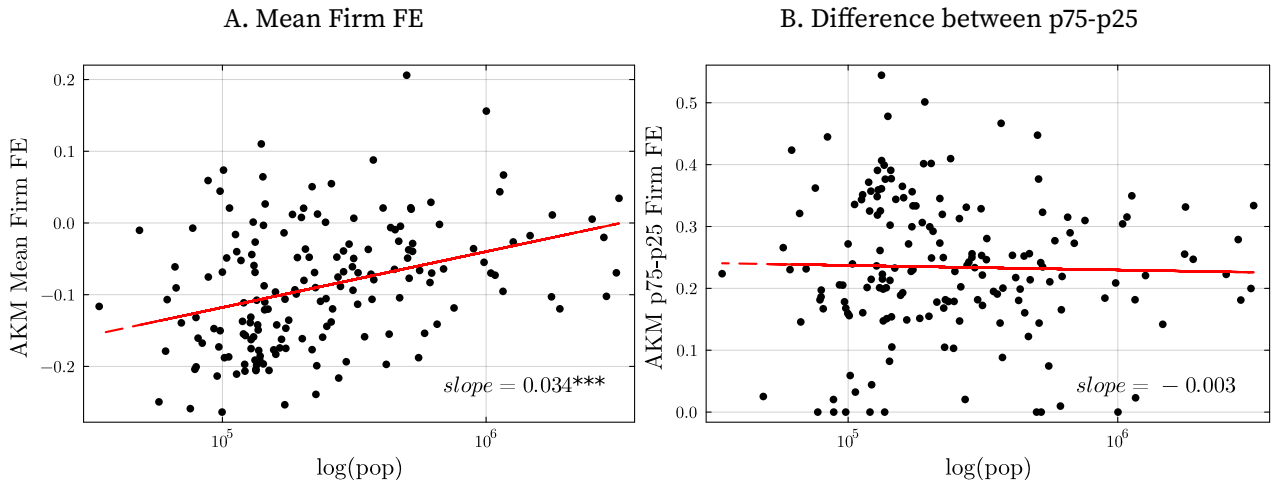 A. Mean Firm FE
AKM Mean Firm FE
0.2
0.1
0.0
−0.1
−0.2
slope = 0.034***
10^5
10^6
log(pop)
B. Difference between p75-p25
AKM p75-p25 Firm FE
0.5
0.4
0.3
0.2
0.1
0.0
slope = − 0.003
10^5
10^6
log(pop)